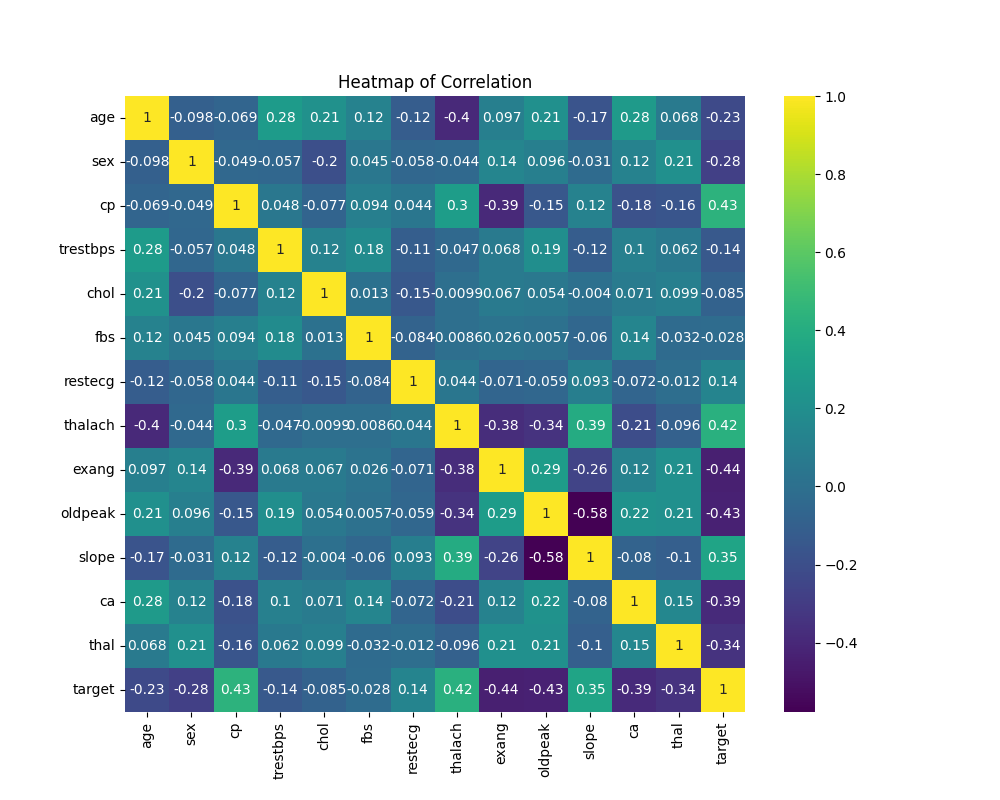 Heatmap of Correlation
age 1 -0.098 -0.069 0.28 0.21 0.12 -0.12 -0.4 0.097 0.21 -0.17 0.28 0.068 -0.23
sex -0.098 1 -0.049 -0.057 -0.2 0.045 -0.058 -0.044 0.14 0.096 -0.031 0.12 0.21 -0.28
cp -0.069 -0.049 1 0.048 -0.077 0.094 0.044 0.3 -0.39 -0.15 0.12 -0.18 -0.16 0.43
trestbps 0.28 -0.057 0.048 1 0.12 0.18 -0.11 -0.047 0.068 0.19 -0.12 0.1 0.062 -0.14
chol 0.21 -0.2 -0.077 0.12 1 0.013 -0.15 -0.0099 0.067 0.054 -0.004 0.071 0.099 -0.085
fbs 0.12 0.045 0.094 0.18 0.013 1 -0.084 -0.0086 0.026 0.0057 -0.06 0.14 -0.032 -0.028
restecg -0.12 -0.058 0.044 -0.11 -0.15 -0.084 1 0.044 -0.071 -0.059 0.093 -0.072 -0.012 0.14
thalach -0.4 -0.044 0.3 -0.047 -0.0099 -0.0086 0.044 1 -0.38 -0.34 0.39 -0.21 -0.096 0.42
exang 0.097 0.14 -0.39 0.068 0.067 0.026 -0.071 -0.38 1 0.29 -0.26 0.12 0.21 -0.44
oldpeak 0.21 0.096 -0.15 0.19 0.054 0.0057 -0.059 -0.34 0.29 1 -0.58 0.22 0.21 -0.43
slope -0.17 -0.031 0.12 -0.12 -0.004 -0.06 0.093 0.39 -0.26 -0.58 1 -0.08 -0.1 0.35
ca 0.28 0.12 -0.18 0.1 0.071 0.14 -0.072 -0.21 0.12 0.22 -0.08 1 0.15 -0.39
thal 0.068 0.21 -0.16 0.062 0.099 -0.032 -0.012 -0.096 0.21 0.21 -0.1 0.15 1 -0.34
target -0.23 -0.28 0.43 -0.14 -0.085 -0.028 0.14 0.42 -0.44 -0.43 0.35 -0.39 -0.34 1
age sex cp trestbps chol fbs restecg thalach exang oldpeak slope ca thal target
1.0
0.8
0.6
0.4
0.2
0.0
−0.2
−0.4